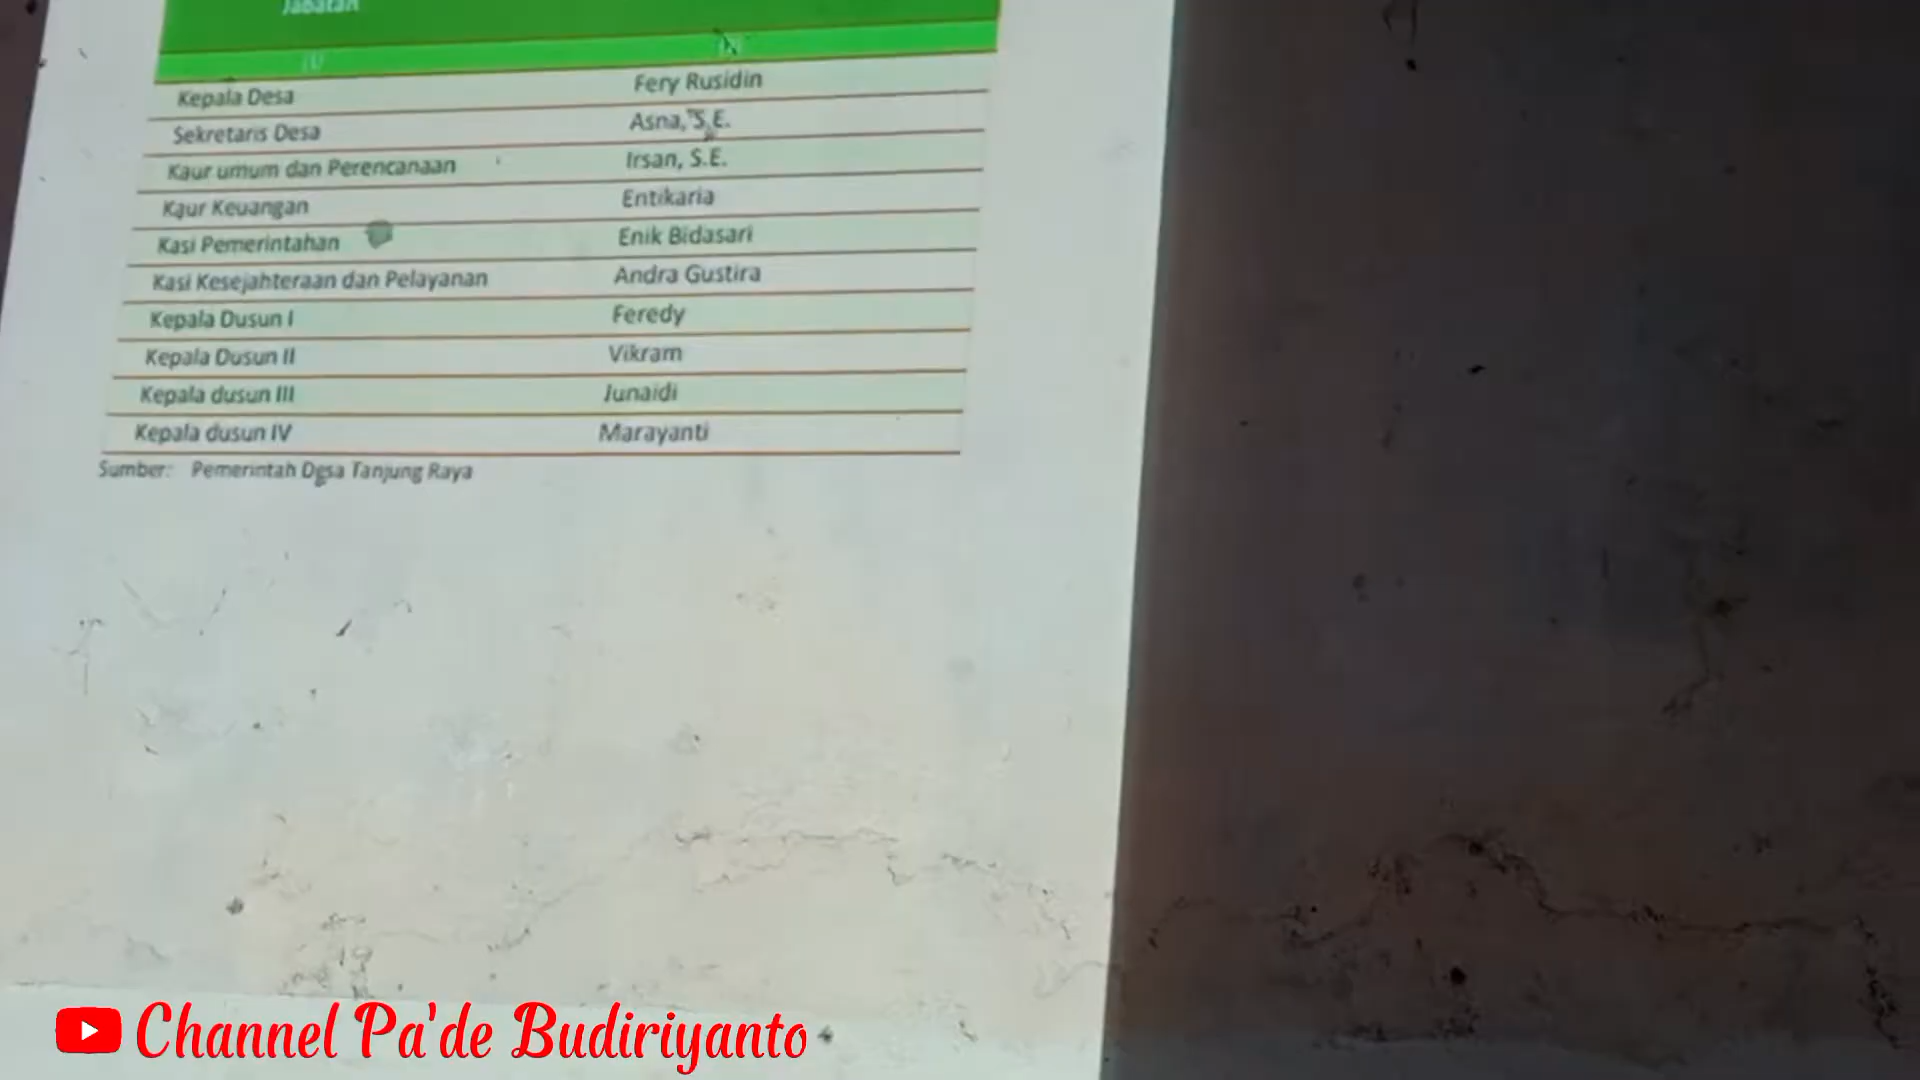 Jabatan
(1)
Kepala Desa Fery Rusidin
Sekretaris Desa Asna, S.E.
Kaur umum dan Perencanaan Irsan, S.E.
Kaur Keuangan Entikaria
Kasi Pemerintahan Enik Bidasari
Kasi Kesejahteraan dan Pelayanan Andra Gustira
Kepala Dusun I Feredy
Kepala Dusun II Vikram
Kepala dusun III Junaidi
Kepala dusun IV Marayanti
Sumber: Pemerintah Desa Tanjung Raya
Channel Pa'de Budiriyanto